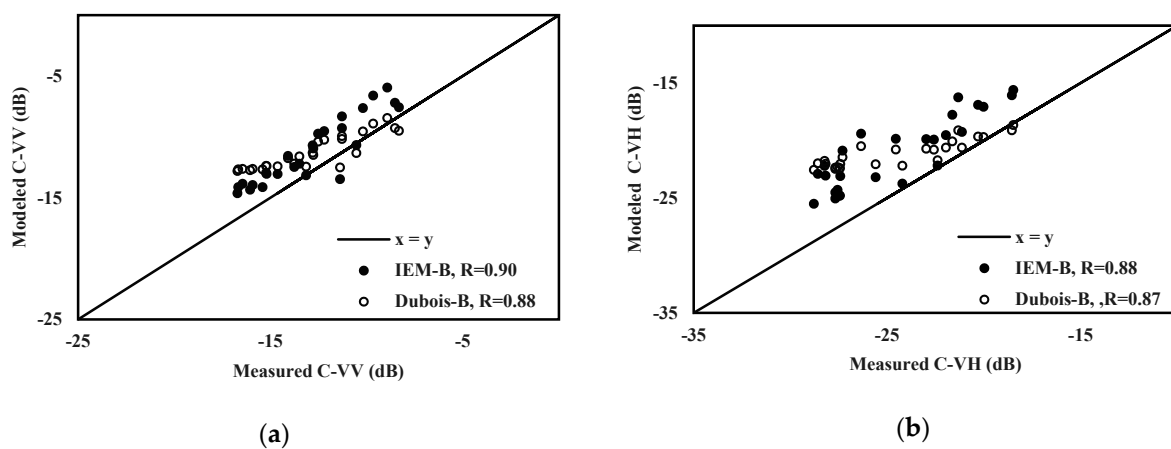 Modeled C-VV (dB)
-5
-15
-25
x = y
IEM-B, R=0.90
Dubois-B, R=0.88
-25
-15
-5
Measured C-VV (dB)
(a)
Modeled C-VH (dB)
-15
-25
-35
x = y
IEM-B, R=0.88
Dubois-B, ,R=0.87
-35
-25
-15
Measured C-VH (dB)
(b)